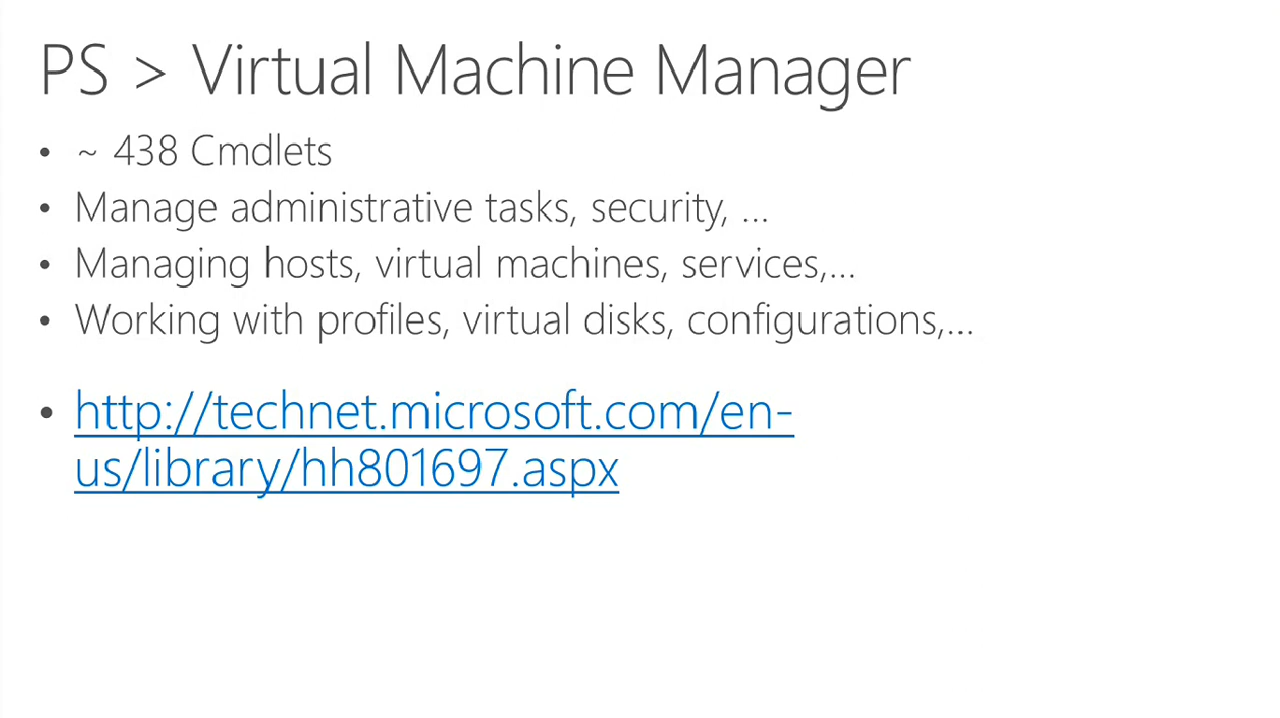 PS > Virtual Machine Manager
• ~ 438 Cmdlets
• Manage administrative tasks, security, ...
• Managing hosts, virtual machines, services,...
• Working with profiles, virtual disks, configurations,...
• http://technet.microsoft.com/en-
us/library/hh801697.aspx